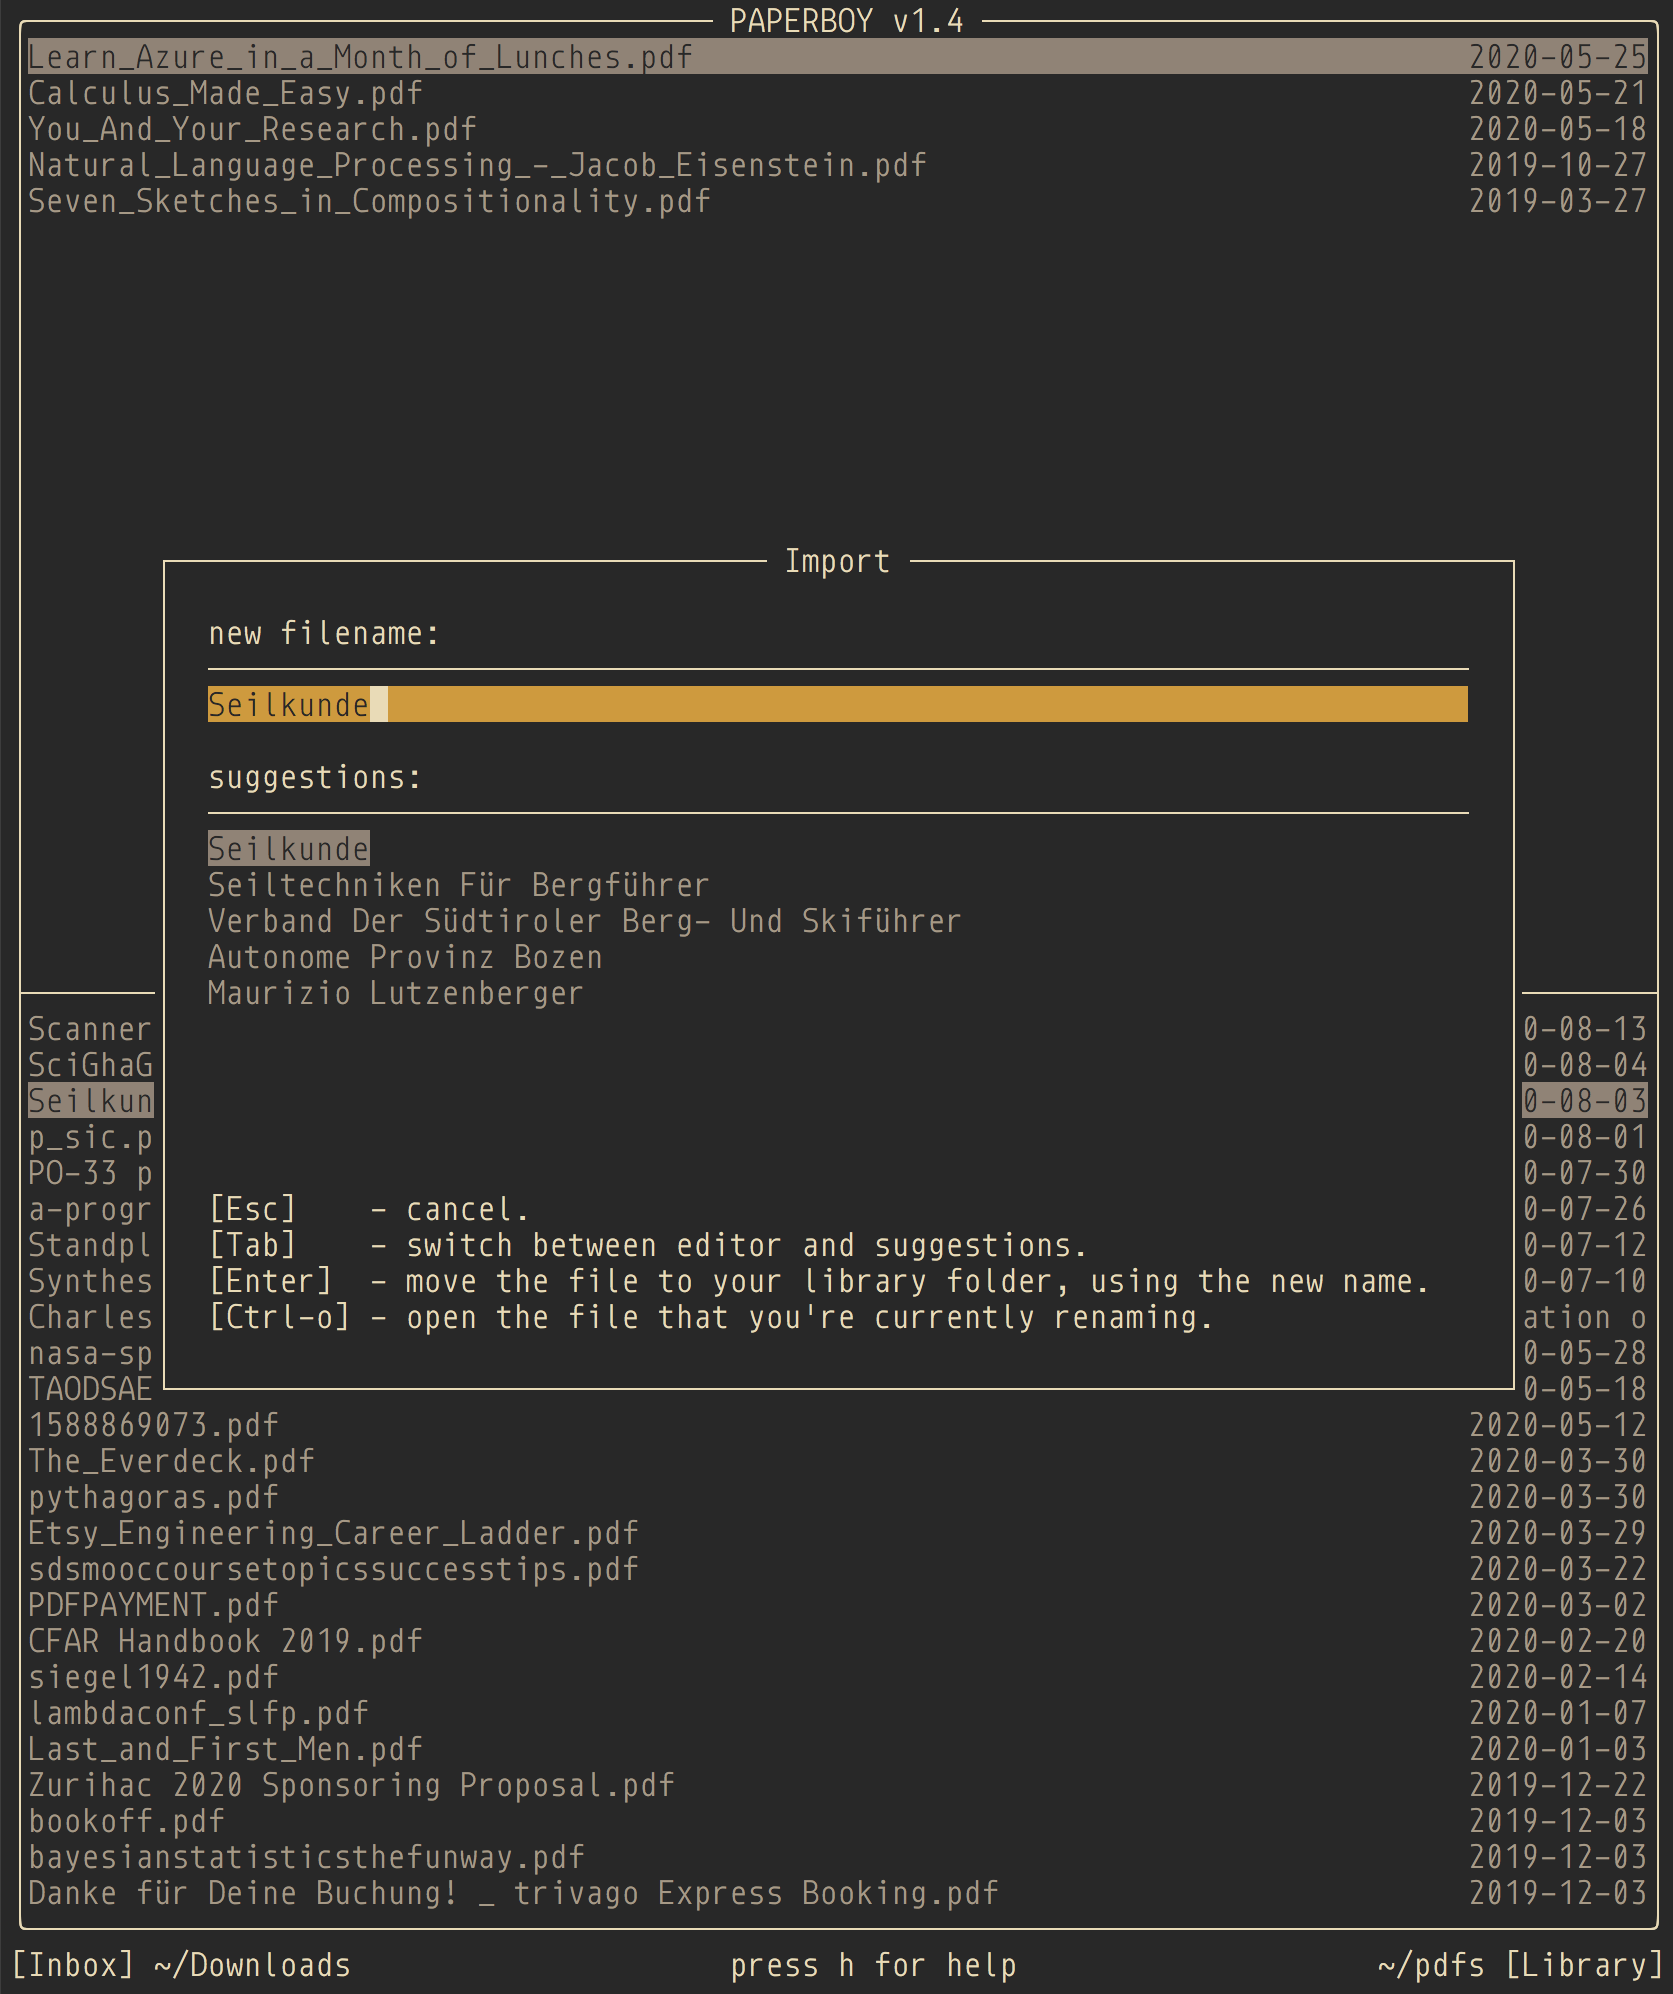 PAPERBOY v1.4
Learn_Azure_in_a_Month_of_Lunches.pdf 2020-05-25
Calculus_Made_Easy.pdf 2020-05-21
You_And_Your_Research.pdf 2020-05-18
Natural_Language_Processing_-_Jacob_Eisenstein.pdf 2019-10-27
Seven_Sketches_in_Compositionality.pdf 2019-03-27
Import
new filename:
Seilkunde
suggestions:
Seilkunde
Seiltechniken Für Bergführer
Verband Der Südtiroler Berg- Und Skiführer
Autonome Provinz Bozen
Maurizio Lutzenberger
[Esc] - cancel.
[Tab] - switch between editor and suggestions.
[Enter] - move the file to your library folder, using the new name.
[Ctrl-o] - open the file that you're currently renaming.
Scanner 0-08-13
SciGhaG 0-08-04
Seilkun 0-08-03
p_sic.p 0-08-01
PO-33 p 0-07-30
a-progr 0-07-26
Standpl 0-07-12
Synthes 0-07-10
Charles ation o
nasa-sp 0-05-28
TAODSAE 0-05-18
1588869073.pdf 2020-05-12
The_Everdeck.pdf 2020-03-30
pythagoras.pdf 2020-03-30
Etsy_Engineering_Career_Ladder.pdf 2020-03-29
sdsmooccoursetopicssuccesstips.pdf 2020-03-22
PDFPAYMENT.pdf 2020-03-02
CFAR Handbook 2019.pdf 2020-02-20
siegel1942.pdf 2020-02-14
lambdaconf_slfp.pdf 2020-01-07
Last_and_First_Men.pdf 2020-01-03
Zurihac 2020 Sponsoring Proposal.pdf 2019-12-22
bookoff.pdf 2019-12-03
bayesianstatisticsthefunway.pdf 2019-12-03
Danke für Deine Buchung! _ trivago Express Booking.pdf 2019-12-03
[Inbox] ~/Downloads press h for help ~/pdfs [Library]